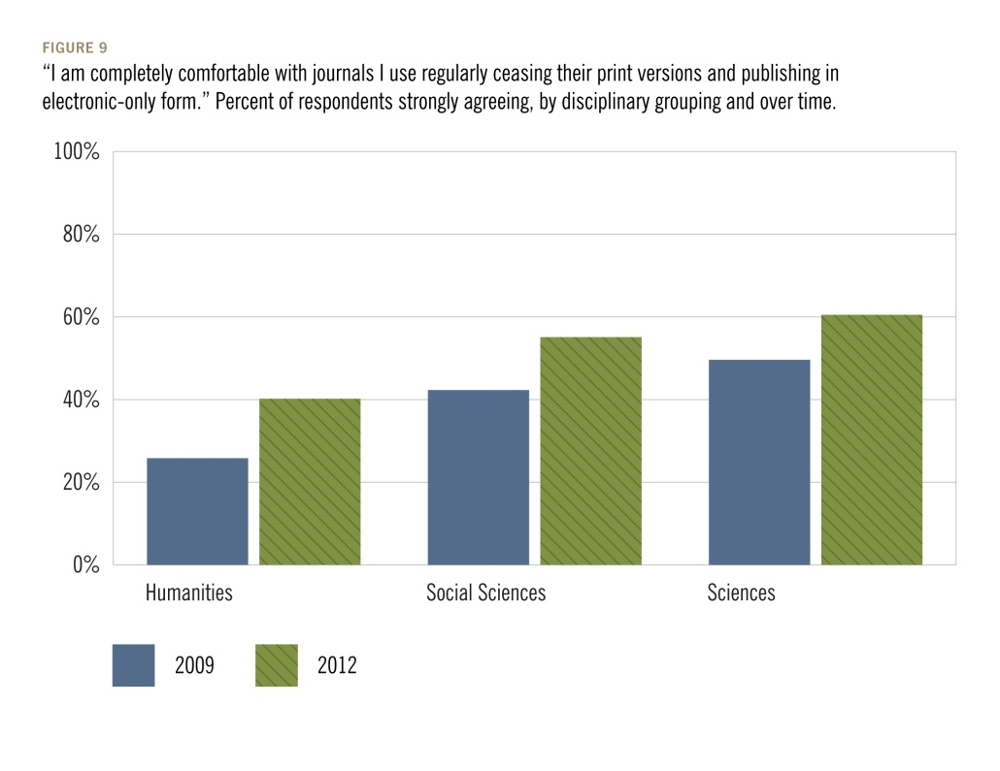 FIGURE 9
“I am completely comfortable with journals I use regularly ceasing their print versions and publishing in
electronic-only form.” Percent of respondents strongly agreeing, by disciplinary grouping and over time.
100%
80%
60%
40%
20%
0%
Humanities
Social Sciences
Sciences
2009
2012